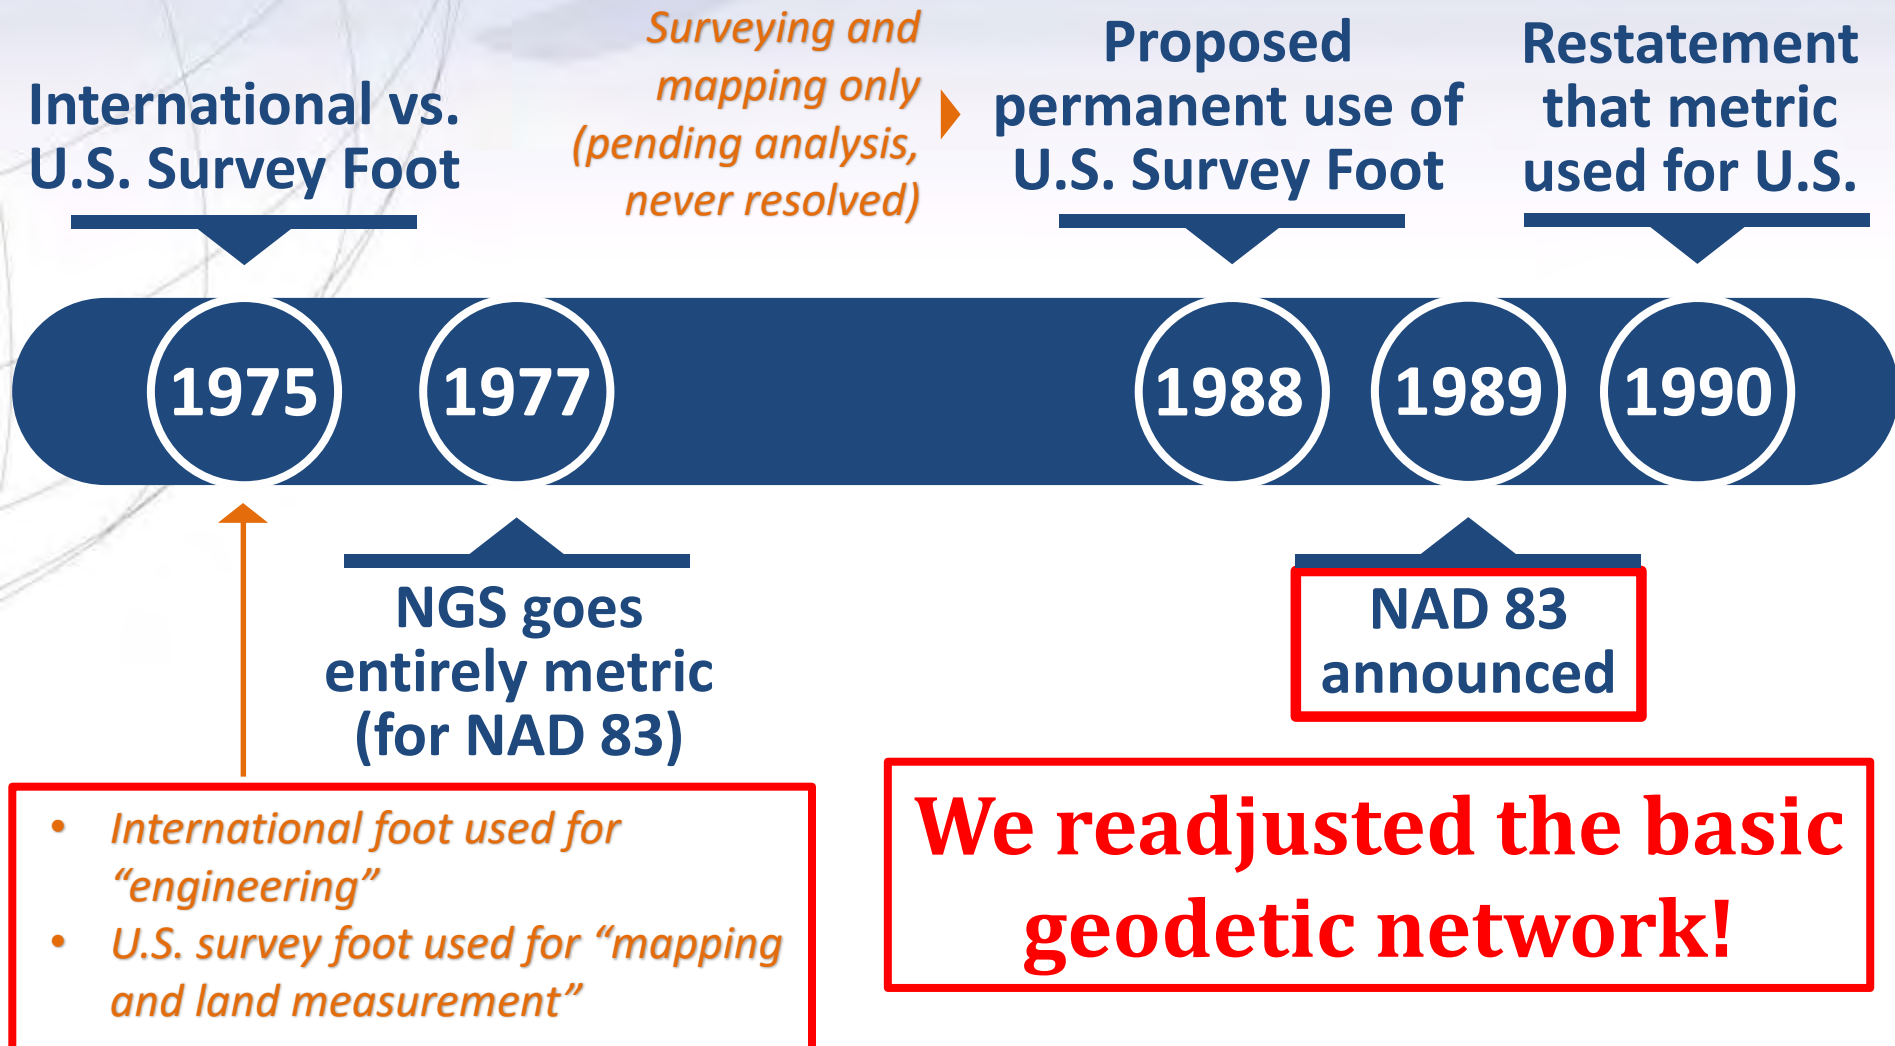 International vs.
U.S. Survey Foot
Surveying and
mapping only
(pending analysis,
never resolved)
Proposed
permanent use of
U.S. Survey Foot
Restatement
that metric
used for U.S.
1975
1977
1988
1989
1990
NGS goes
entirely metric
(for NAD 83)
NAD 83
announced
• International foot used for
“engineering”
• U.S. survey foot used for “mapping
and land measurement”
We readjusted the basic
geodetic network!